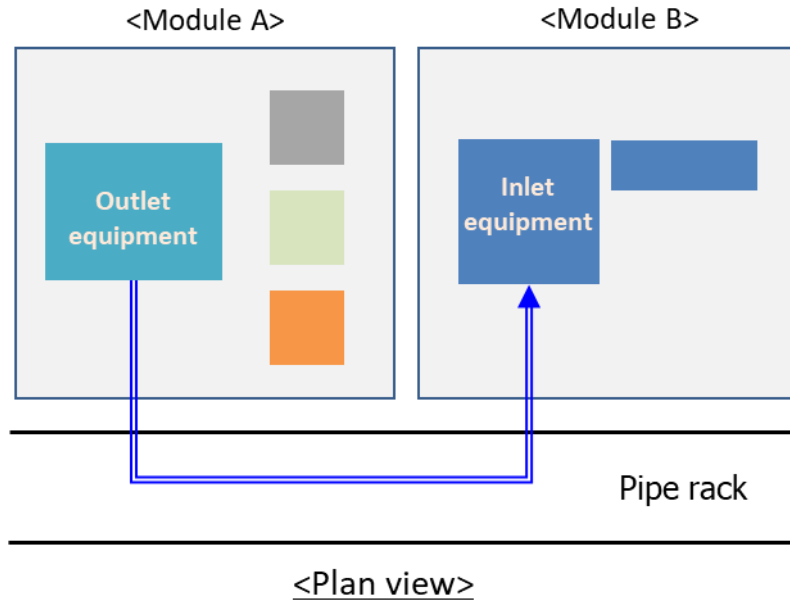 <Module A>
<Module B>
Outlet
equipment
Inlet
equipment
Pipe rack
<Plan view>